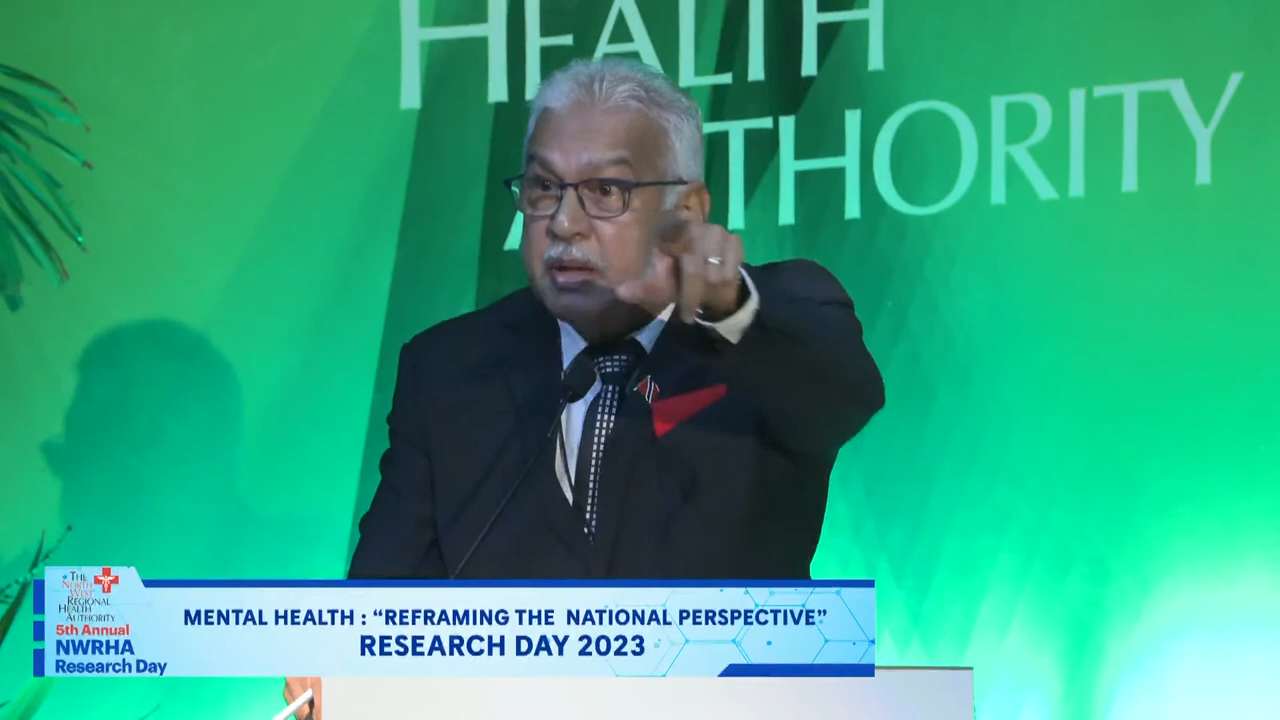 HEALTH
AUTHORITY
THE
NORTH
WEST
REGIONAL
HEALTH
AUTHORITY
5th Annual
NWRHA
Research Day
MENTAL HEALTH : “REFRAMING THE NATIONAL PERSPECTIVE”
RESEARCH DAY 2023